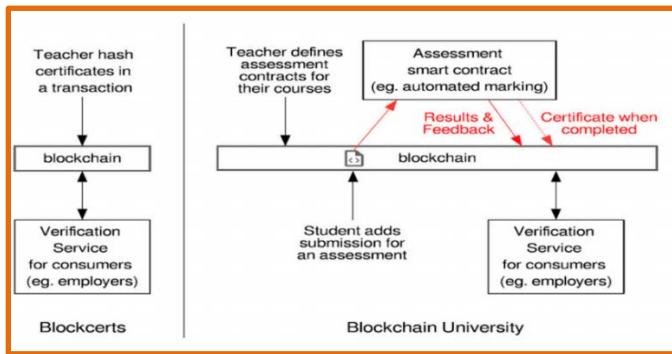 Teacher hash
certificates in
a transaction
blockchain
Verification
Service
for consumers
(eg. employers)
Blockcerts
Teacher defines
assessment
contracts for
their courses
Assessment
smart contract
(eg. automated marking)
Results &
Feedback
Certificate when
completed
blockchain
Student adds
submission for
an assessment
Verification
Service
for consumers
(eg. employers)
Blockchain University